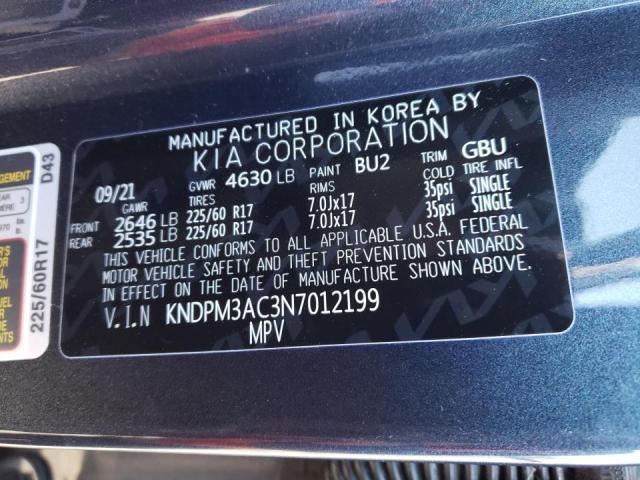 MANUFACTURED IN KOREA BY
KIA CORPORATION
09/21 GVWR 4630 LB PAINT BU2 TRIM GBU
GAWR TIRES RIMS COLD TIRE INFL
FRONT 2646 LB 225/60 R17 7.0Jx17 35psi SINGLE
REAR 2535 LB 225/60 R17 7.0Jx17 35psi SINGLE
THIS VEHICLE CONFORMS TO ALL APPLICABLE U.S.A. FEDERAL
MOTOR VEHICLE SAFETY AND THEFT PREVENTION STANDARDS
IN EFFECT ON THE DATE OF MANUFACTURE SHOWN ABOVE.
V.I.N KNDPM3AC3N7012199
MPV
D43
225/60R17